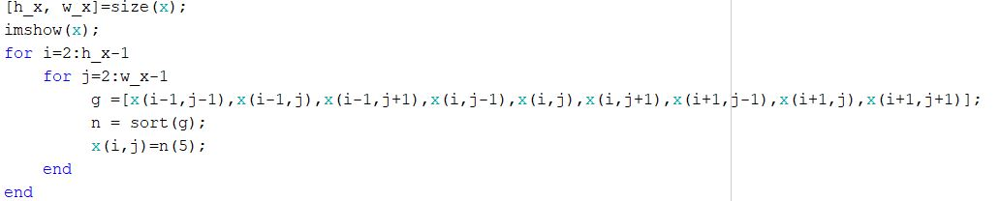 [h_x, w_x]=size(x);
imshow(x);
for i=2:h_x-1
    for j=2:w_x-1
         g =[x(i-1,j-1),x(i-1,j),x(i-1,j+1),x(i,j-1),x(i,j),x(i,j+1),x(i+1,j-1),x(i+1,j),x(i+1,j+1)];
         n = sort(g);
         x(i,j)=n(5);
    end
end